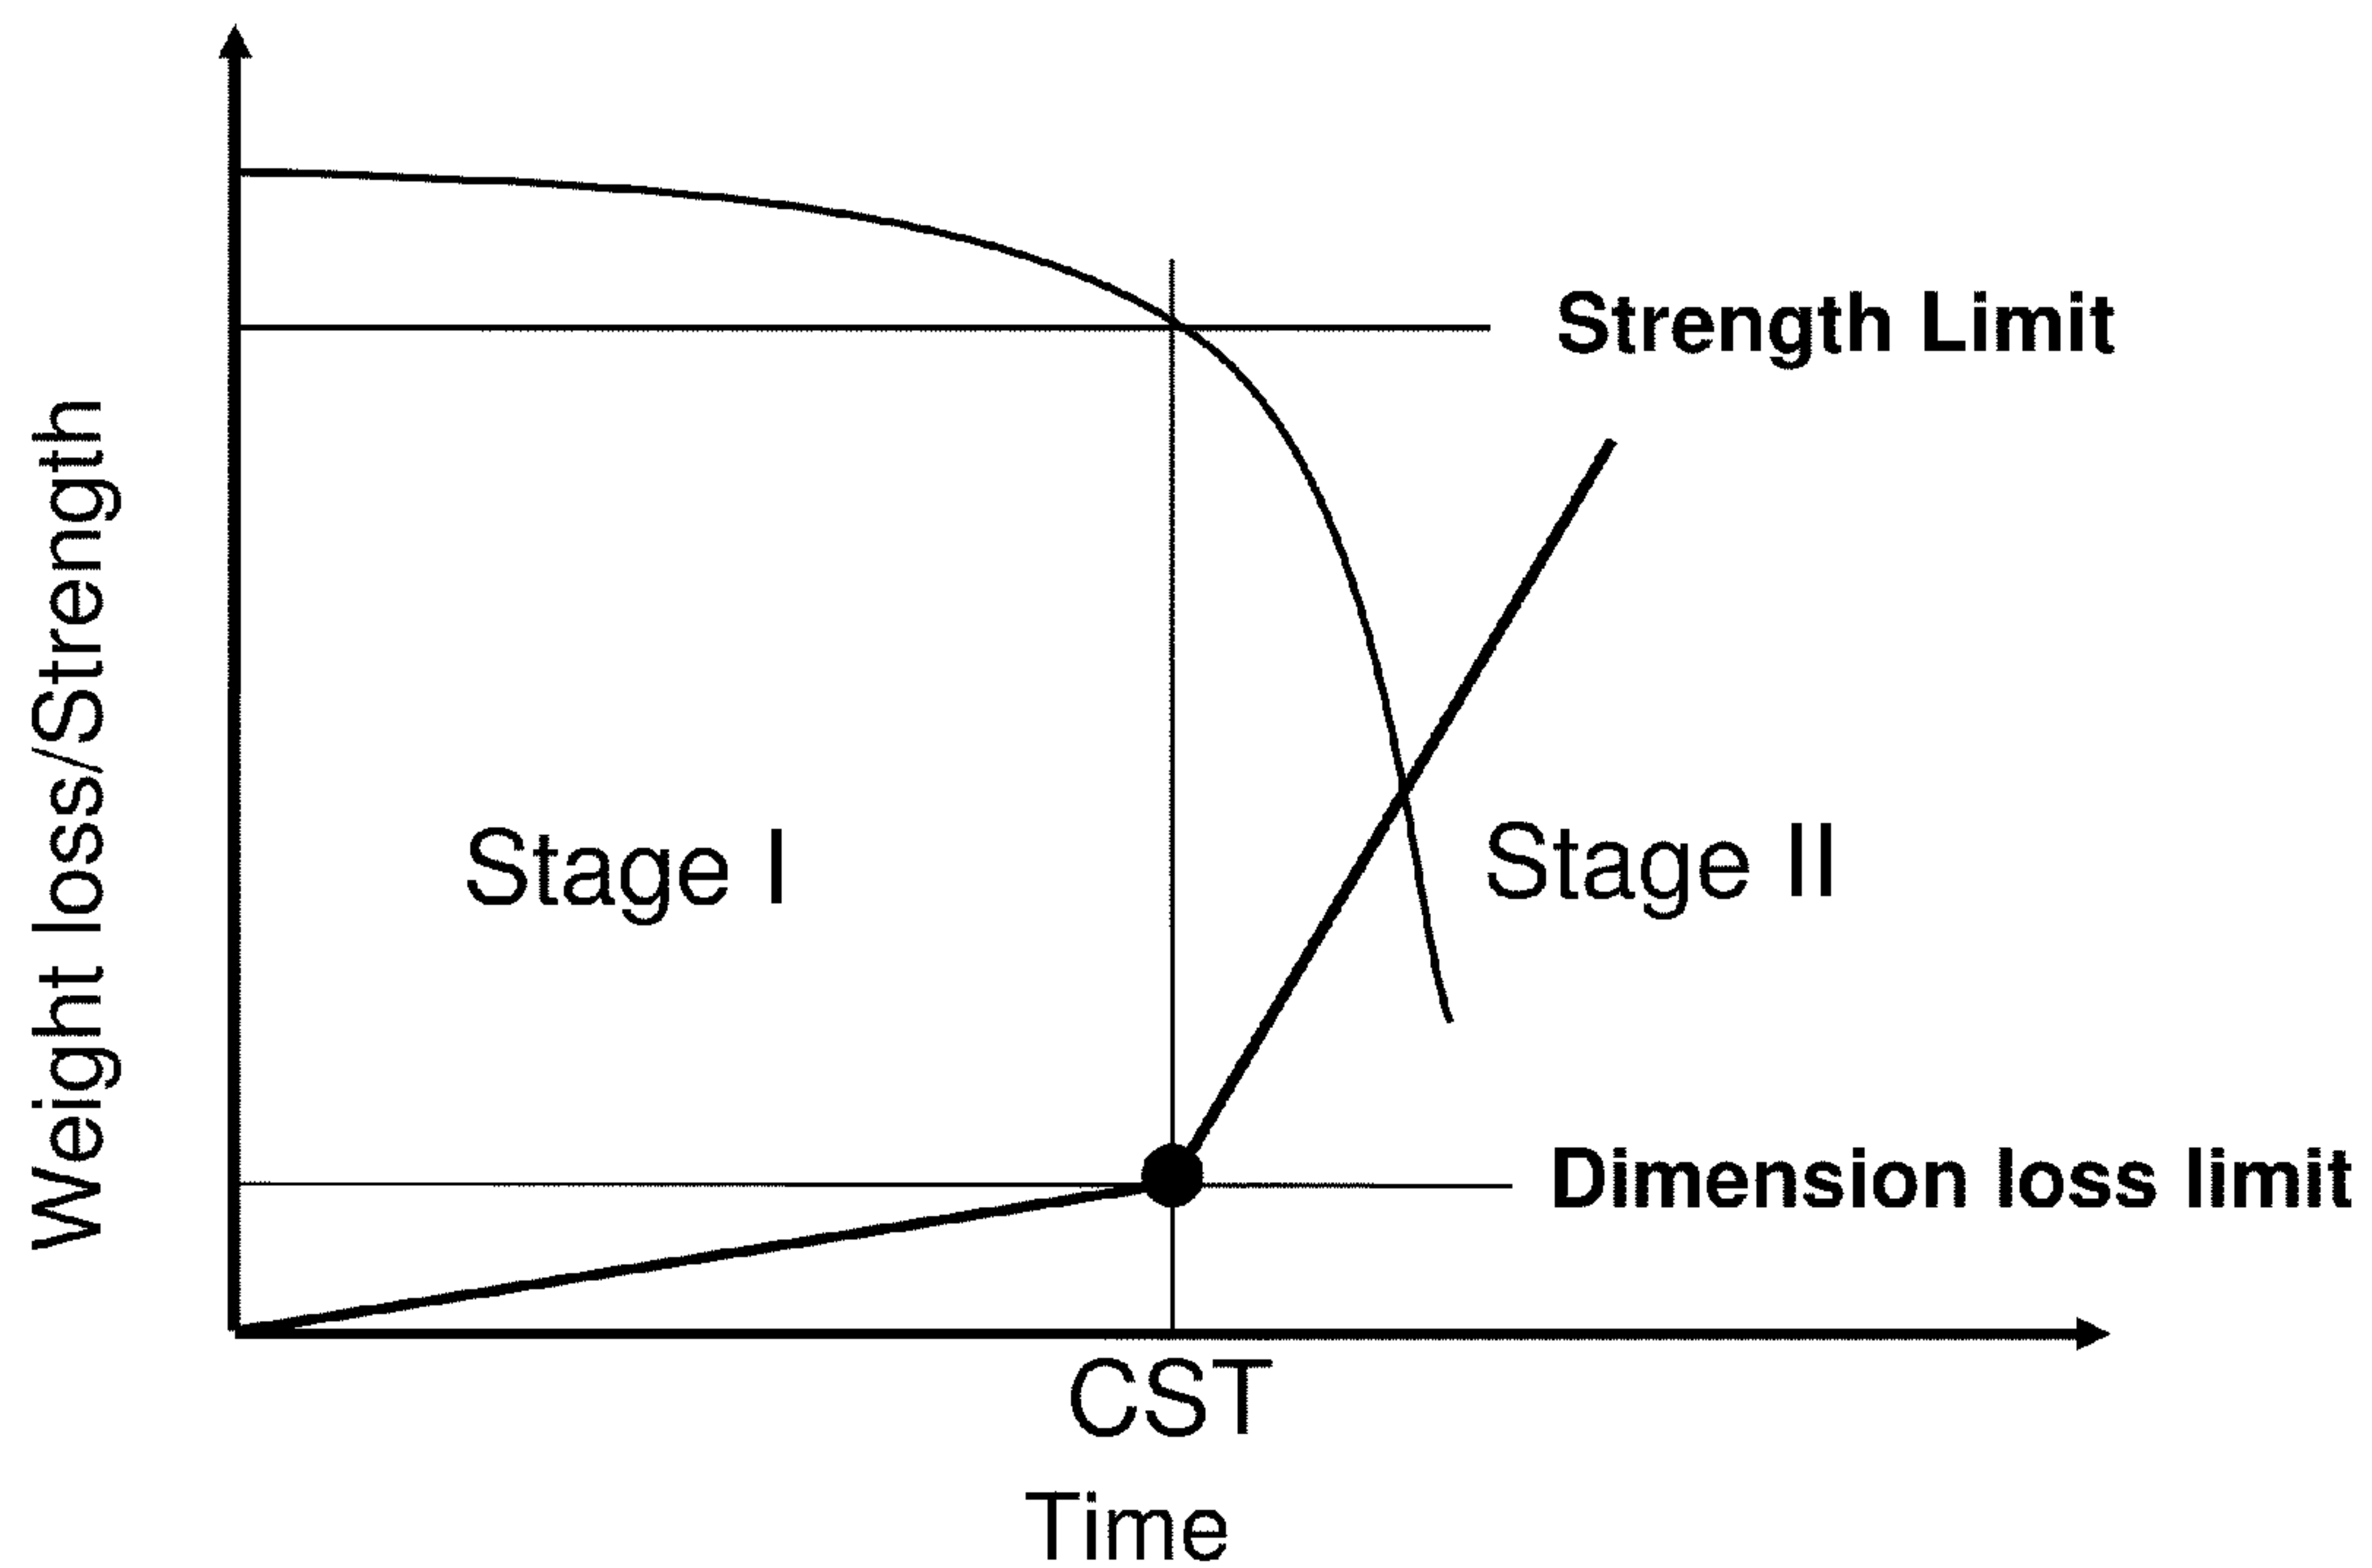 Weight loss/Strength
Strength Limit
Stage I
Stage II
Dimension loss limit
CST
Time